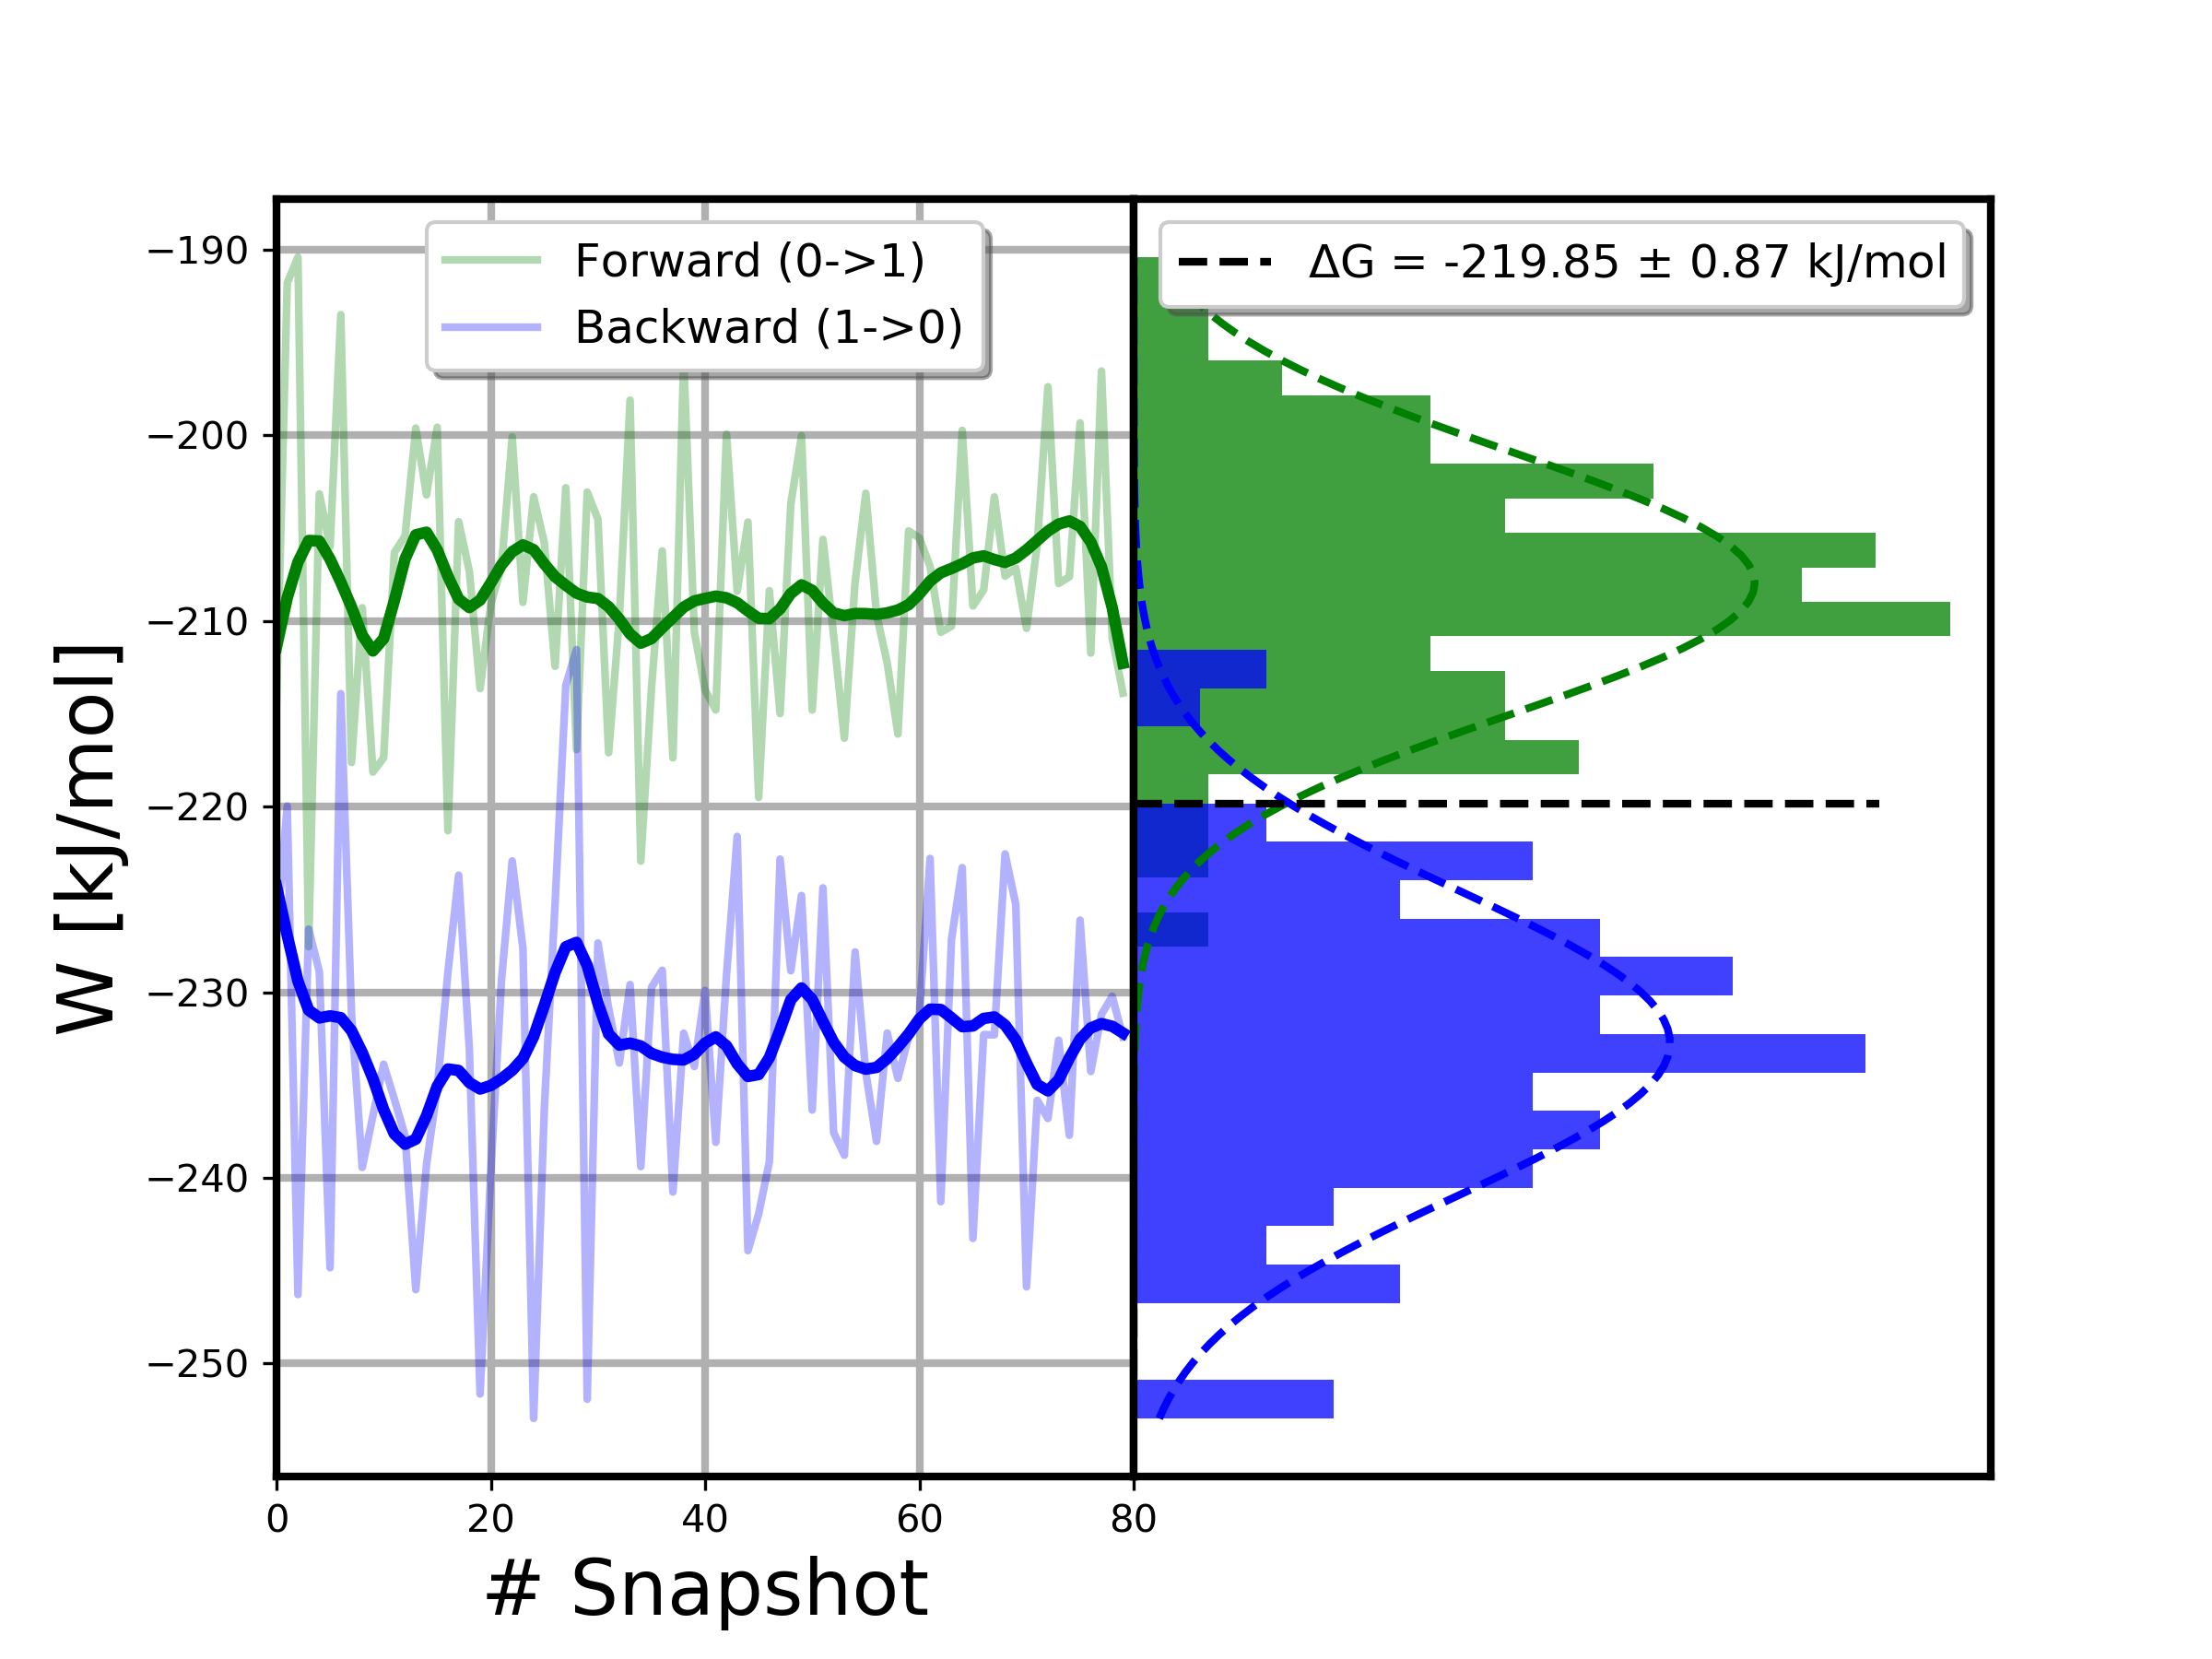 Forward (0->1)
Backward (1->0)
ΔG = -219.85 ± 0.87 kJ/mol
W [kJ/mol]
−190
−200
−210
−220
−230
−240
−250
0 20 40 60 80
# Snapshot